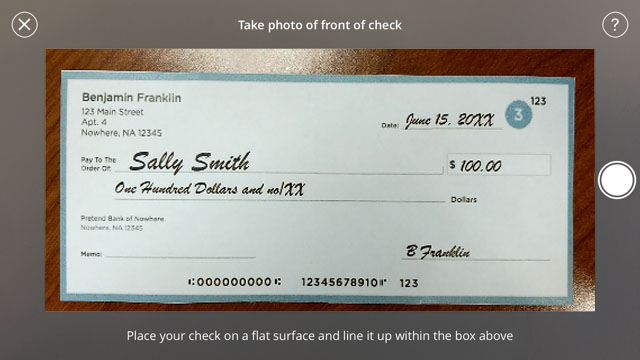 Take photo of front of check
?
Benjamin Franklin
123
123 Main Street
Apt. 4
Nowhere, NA 12345
Date: June 15, 20XX
3
Pay To The
Order Of: Sally Smith
$ 100.00
One Hundred Dollars and no/XX
Dollars
Pretend Bank of Nowhere
Nowhere, NA 12345
Memo:
B Franklin
⑆000000000⑆ 12345678910⑈ 123
Place your check on a flat surface and line it up within the box above